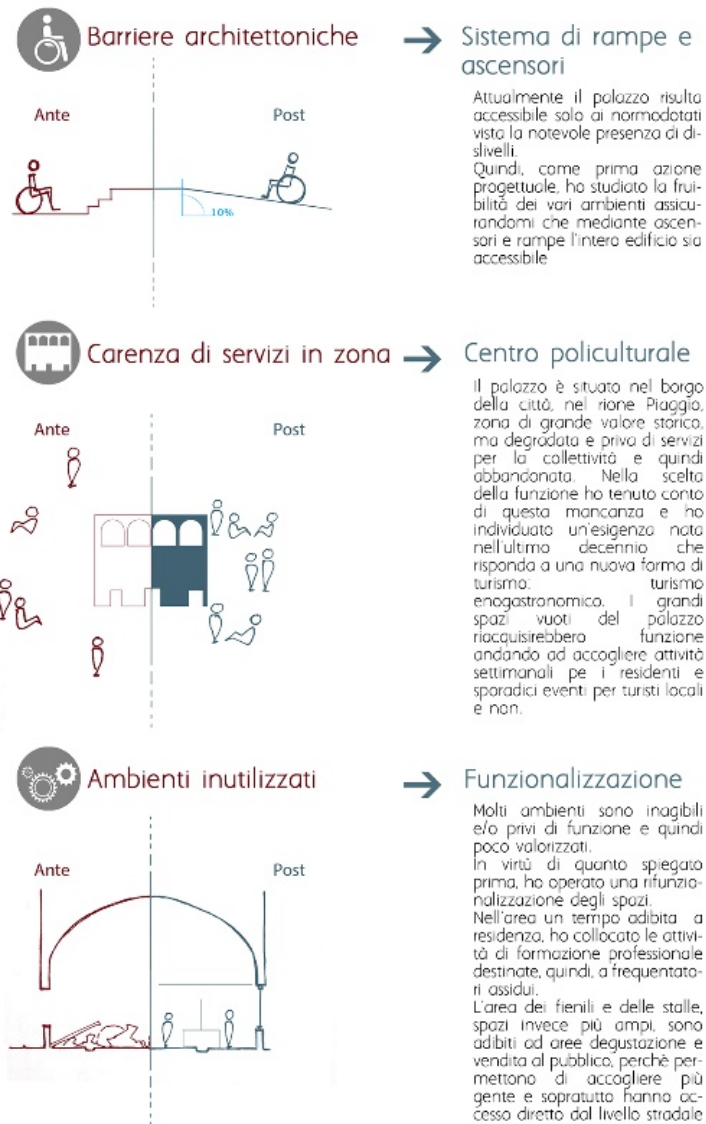 Barriere architettoniche
Sistema di rampe e
ascensori
Ante
Post
10%
Attualmente il palazzo risulta
accessibile solo ai normodotati
vista la notevole presenza di di-
slivelli.
Quindi, come prima azione
progettuale, ho studiato la frui-
bilità dei vari ambienti assicu-
randomi che mediante ascen-
sori e rampe l'intero edificio sia
accessibile
Carenza di servizi in zona
Centro policulturale
Ante
Post
Il palazzo è situato nel borgo
della città, nel rione Piaggio,
zona di grande valore storico,
ma degradata e priva di servizi
per la collettività e quindi
abbandonata. Nella scelta
della funzione ho tenuto conto
di questa mancanza e ho
individuato un'esigenza nata
nell'ultimo decennio che
risponda a una nuova forma di
turismo: turismo
enogastronomico. I grandi
spazi vuoti del palazzo
riacquisirebbero funzione
andando ad accogliere attività
settimanali pe i residenti e
sporadici eventi per turisti locali
e non.
Ambienti inutilizzati
Funzionalizzazione
Ante
Post
Molti ambienti sono inagibili
e/o privi di funzione e quindi
poco valorizzati.
In virtù di quanto spiegato
prima, ho operato una rifunzio-
nalizzazione degli spazi.
Nell'area un tempo adibita a
residenza, ho collocato le attivi-
tà di formazione professionale
destinate, quindi, a frequentato-
ri assidui.
L'area dei fienili e delle stalle,
spazi invece più ampi, sono
adibiti ad aree degustazione e
vendita al pubblico, perchè per-
mettono di accogliere più
gente e sopratutto hanno ac-
cesso diretto dal livello stradale